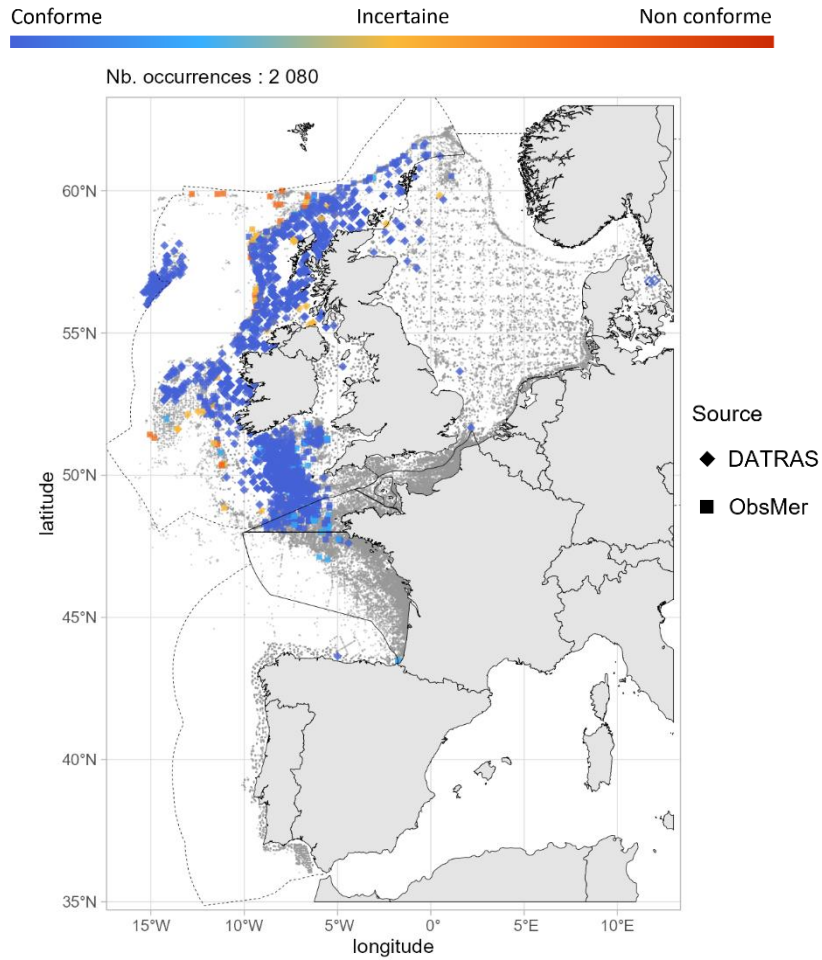 Conforme Incertaine Non conforme
Nb. occurrences : 2 080
60°N
55°N
50°N
45°N
40°N
35°N
latitude
15°W 10°W 5°W 0° 5°E 10°E
longitude
Source
DATRAS
ObsMer